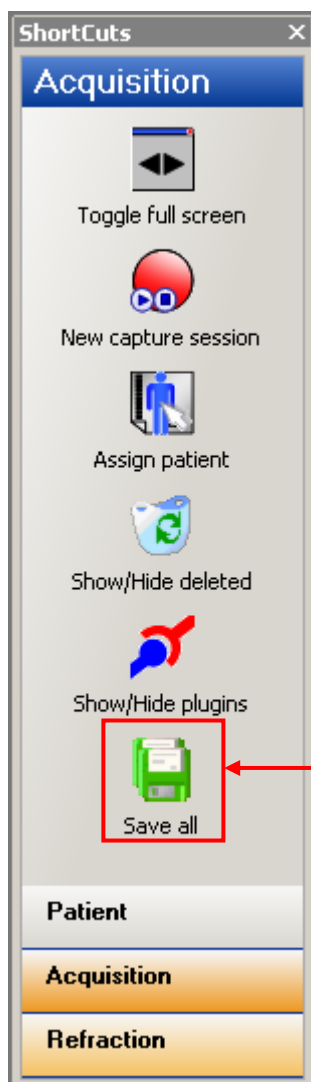 ShortCuts
Acquisition
Toggle full screen
New capture session
Assign patient
Show/Hide deleted
Show/Hide plugins
Save all
Patient
Acquisition
Refraction